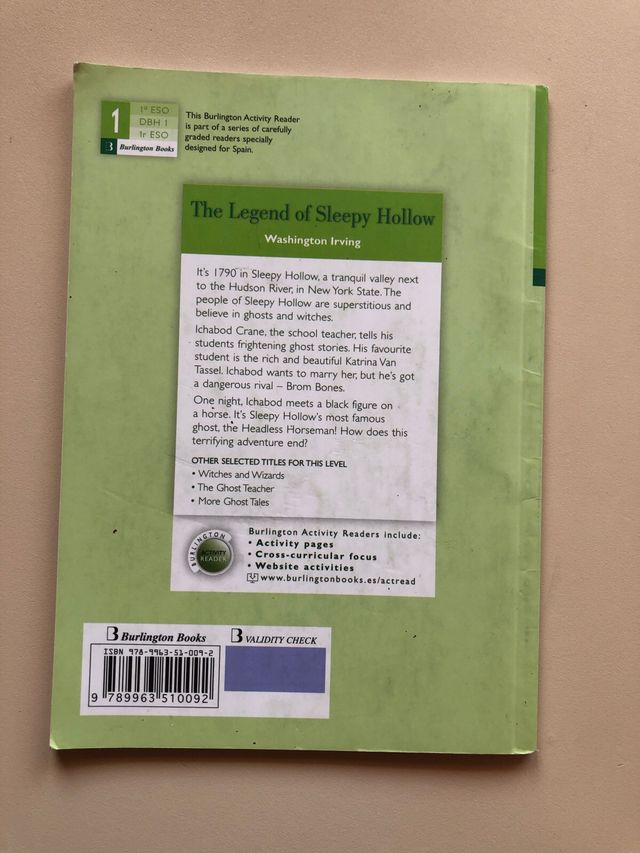 1
1º ESO
DBH 1
1r ESO
B Burlington Books
This Burlington Activity Reader
is part of a series of carefully
graded readers specially
designed for Spain.
The Legend of Sleepy Hollow
Washington Irving
It's 1790 in Sleepy Hollow, a tranquil valley next
to the Hudson River, in New York State. The
people of Sleepy Hollow are superstitious and
believe in ghosts and witches.
Ichabod Crane, the school teacher, tells his
students frightening ghost stories. His favourite
student is the rich and beautiful Katrina Van
Tassel. Ichabod wants to marry her, but he's got
a dangerous rival – Brom Bones.
One night, Ichabod meets a black figure on
a horse. It's Sleepy Hollow's most famous
ghost, the Headless Horseman! How does this
terrifying adventure end?
OTHER SELECTED TITLES FOR THIS LEVEL
• Witches and Wizards
• The Ghost Teacher
• More Ghost Tales
BURLINGTON
ACTIVITY
READER
Burlington Activity Readers include:
• Activity pages
• Cross-curricular focus
• Website activities
www.burlingtonbooks.es/actread
B Burlington Books
B VALIDITY CHECK
ISBN 978-9963-51-009-2
9 789963 510092